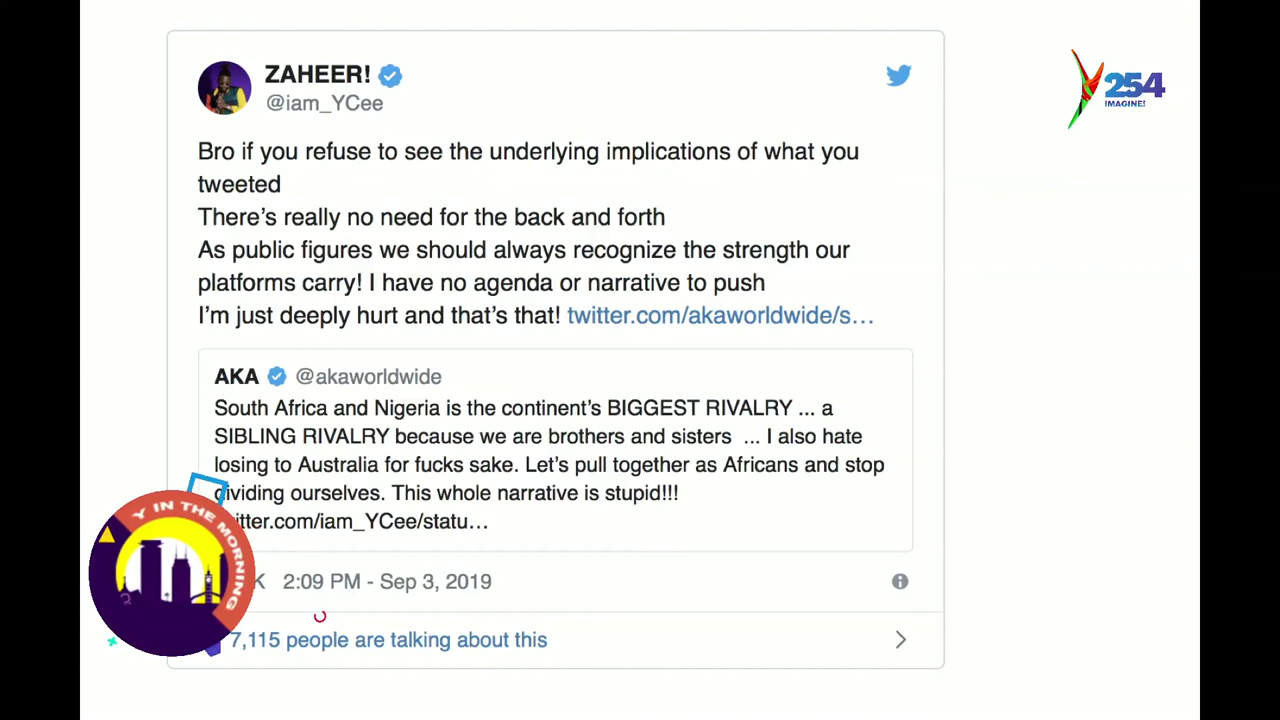 ZAHEER!
@iam_YCee
254
IMAGINE!
Bro if you refuse to see the underlying implications of what you
tweeted
There's really no need for the back and forth
As public figures we should always recognize the strength our
platforms carry! I have no agenda or narrative to push
I'm just deeply hurt and that's that! twitter.com/akaworldwide/s…
AKA @akaworldwide
South Africa and Nigeria is the continent's BIGGEST RIVALRY ... a
SIBLING RIVALRY because we are brothers and sisters ... I also hate
losing to Australia for fucks sake. Let's pull together as Africans and stop
dividing ourselves. This whole narrative is stupid!!!
itter.com/iam_YCee/statu…
Y IN THE MORNING
K 2:09 PM - Sep 3, 2019
7,115 people are talking about this